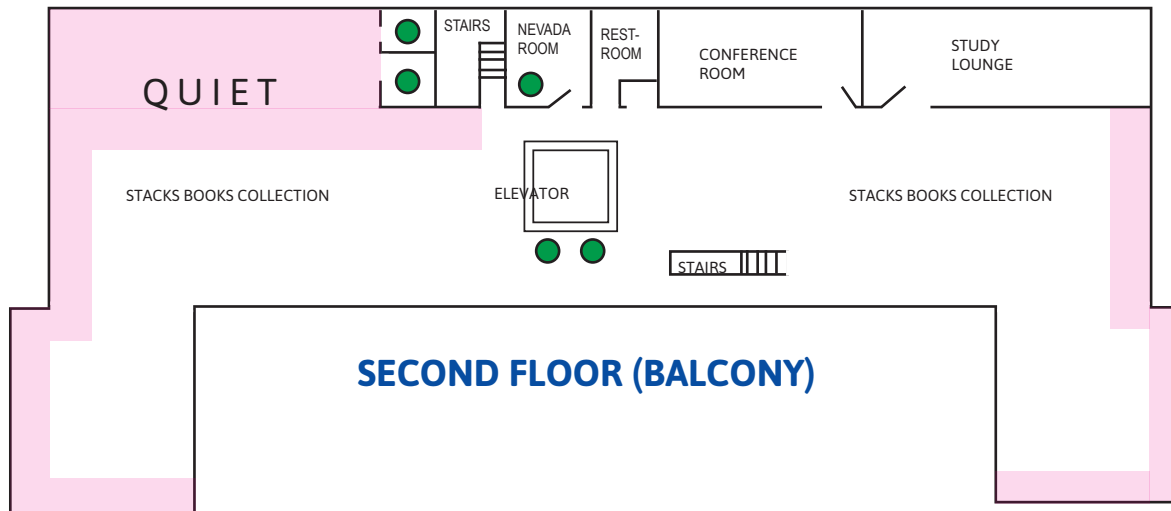 STAIRS
NEVADA
ROOM
REST-
ROOM
CONFERENCE
ROOM
STUDY
LOUNGE
QUIET
STACKS BOOKS COLLECTION
ELEVATOR
STACKS BOOKS COLLECTION
STAIRS
SECOND FLOOR (BALCONY)